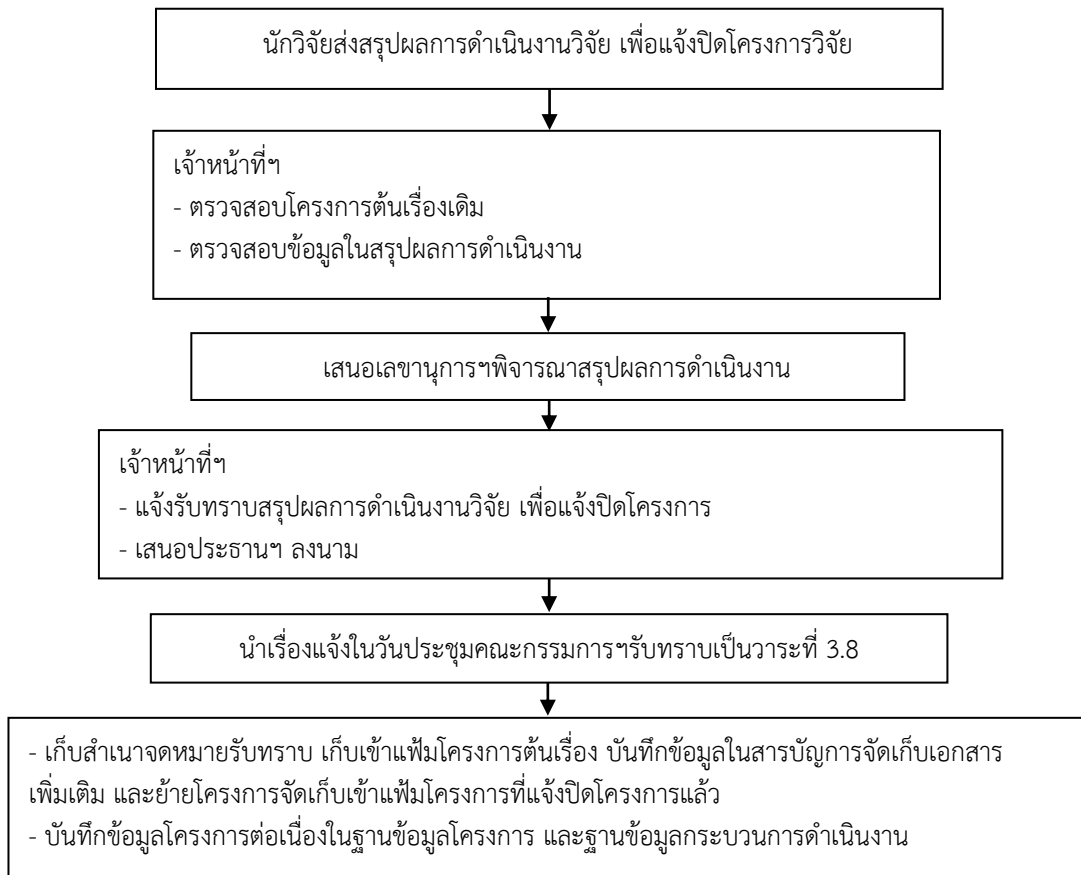 นักวิจัยส่งสรุปผลการดำเนินงานวิจัย เพื่อแจ้งปิดโครงการวิจัย
เจ้าหน้าที่ฯ
- ตรวจสอบโครงการต้นเรื่องเดิม
- ตรวจสอบข้อมูลในสรุปผลการดำเนินงาน
เสนอเลขานุการฯพิจารณาสรุปผลการดำเนินงาน
เจ้าหน้าที่ฯ
- แจ้งรับทราบสรุปผลการดำเนินงานวิจัย เพื่อแจ้งปิดโครงการ
- เสนอประธานฯ ลงนาม
นำเรื่องแจ้งในวันประชุมคณะกรรมการฯรับทราบเป็นวาระที่ 3.8
- เก็บสำเนาจดหมายรับทราบ เก็บเข้าแฟ้มโครงการต้นเรื่อง บันทึกข้อมูลในสารบัญการจัดเก็บเอกสาร
เพิ่มเติม และย้ายโครงการจัดเก็บเข้าแฟ้มโครงการที่แจ้งปิดโครงการแล้ว
- บันทึกข้อมูลโครงการต่อเนื่องในฐานข้อมูลโครงการ และฐานข้อมูลกระบวนการดำเนินงาน